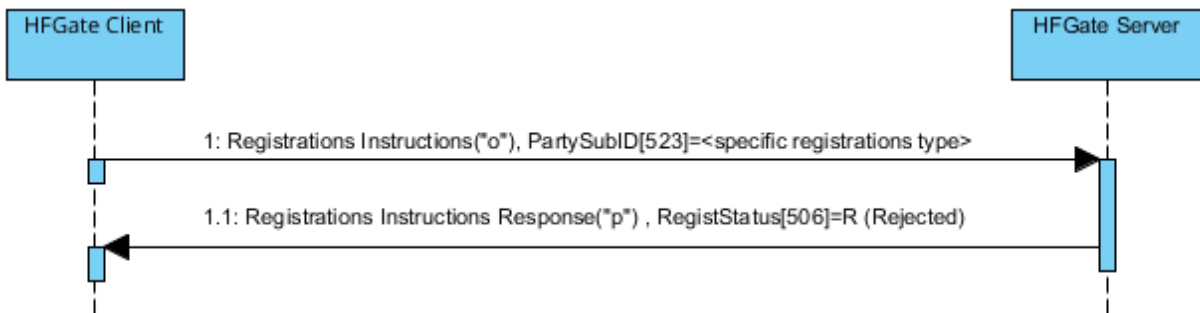 HFGate Client
HFGate Server
1: Registrations Instructions("o"), PartySubID[523]=<specific registrations type>
1.1: Registrations Instructions Response("p") , RegistStatus[506]=R (Rejected)